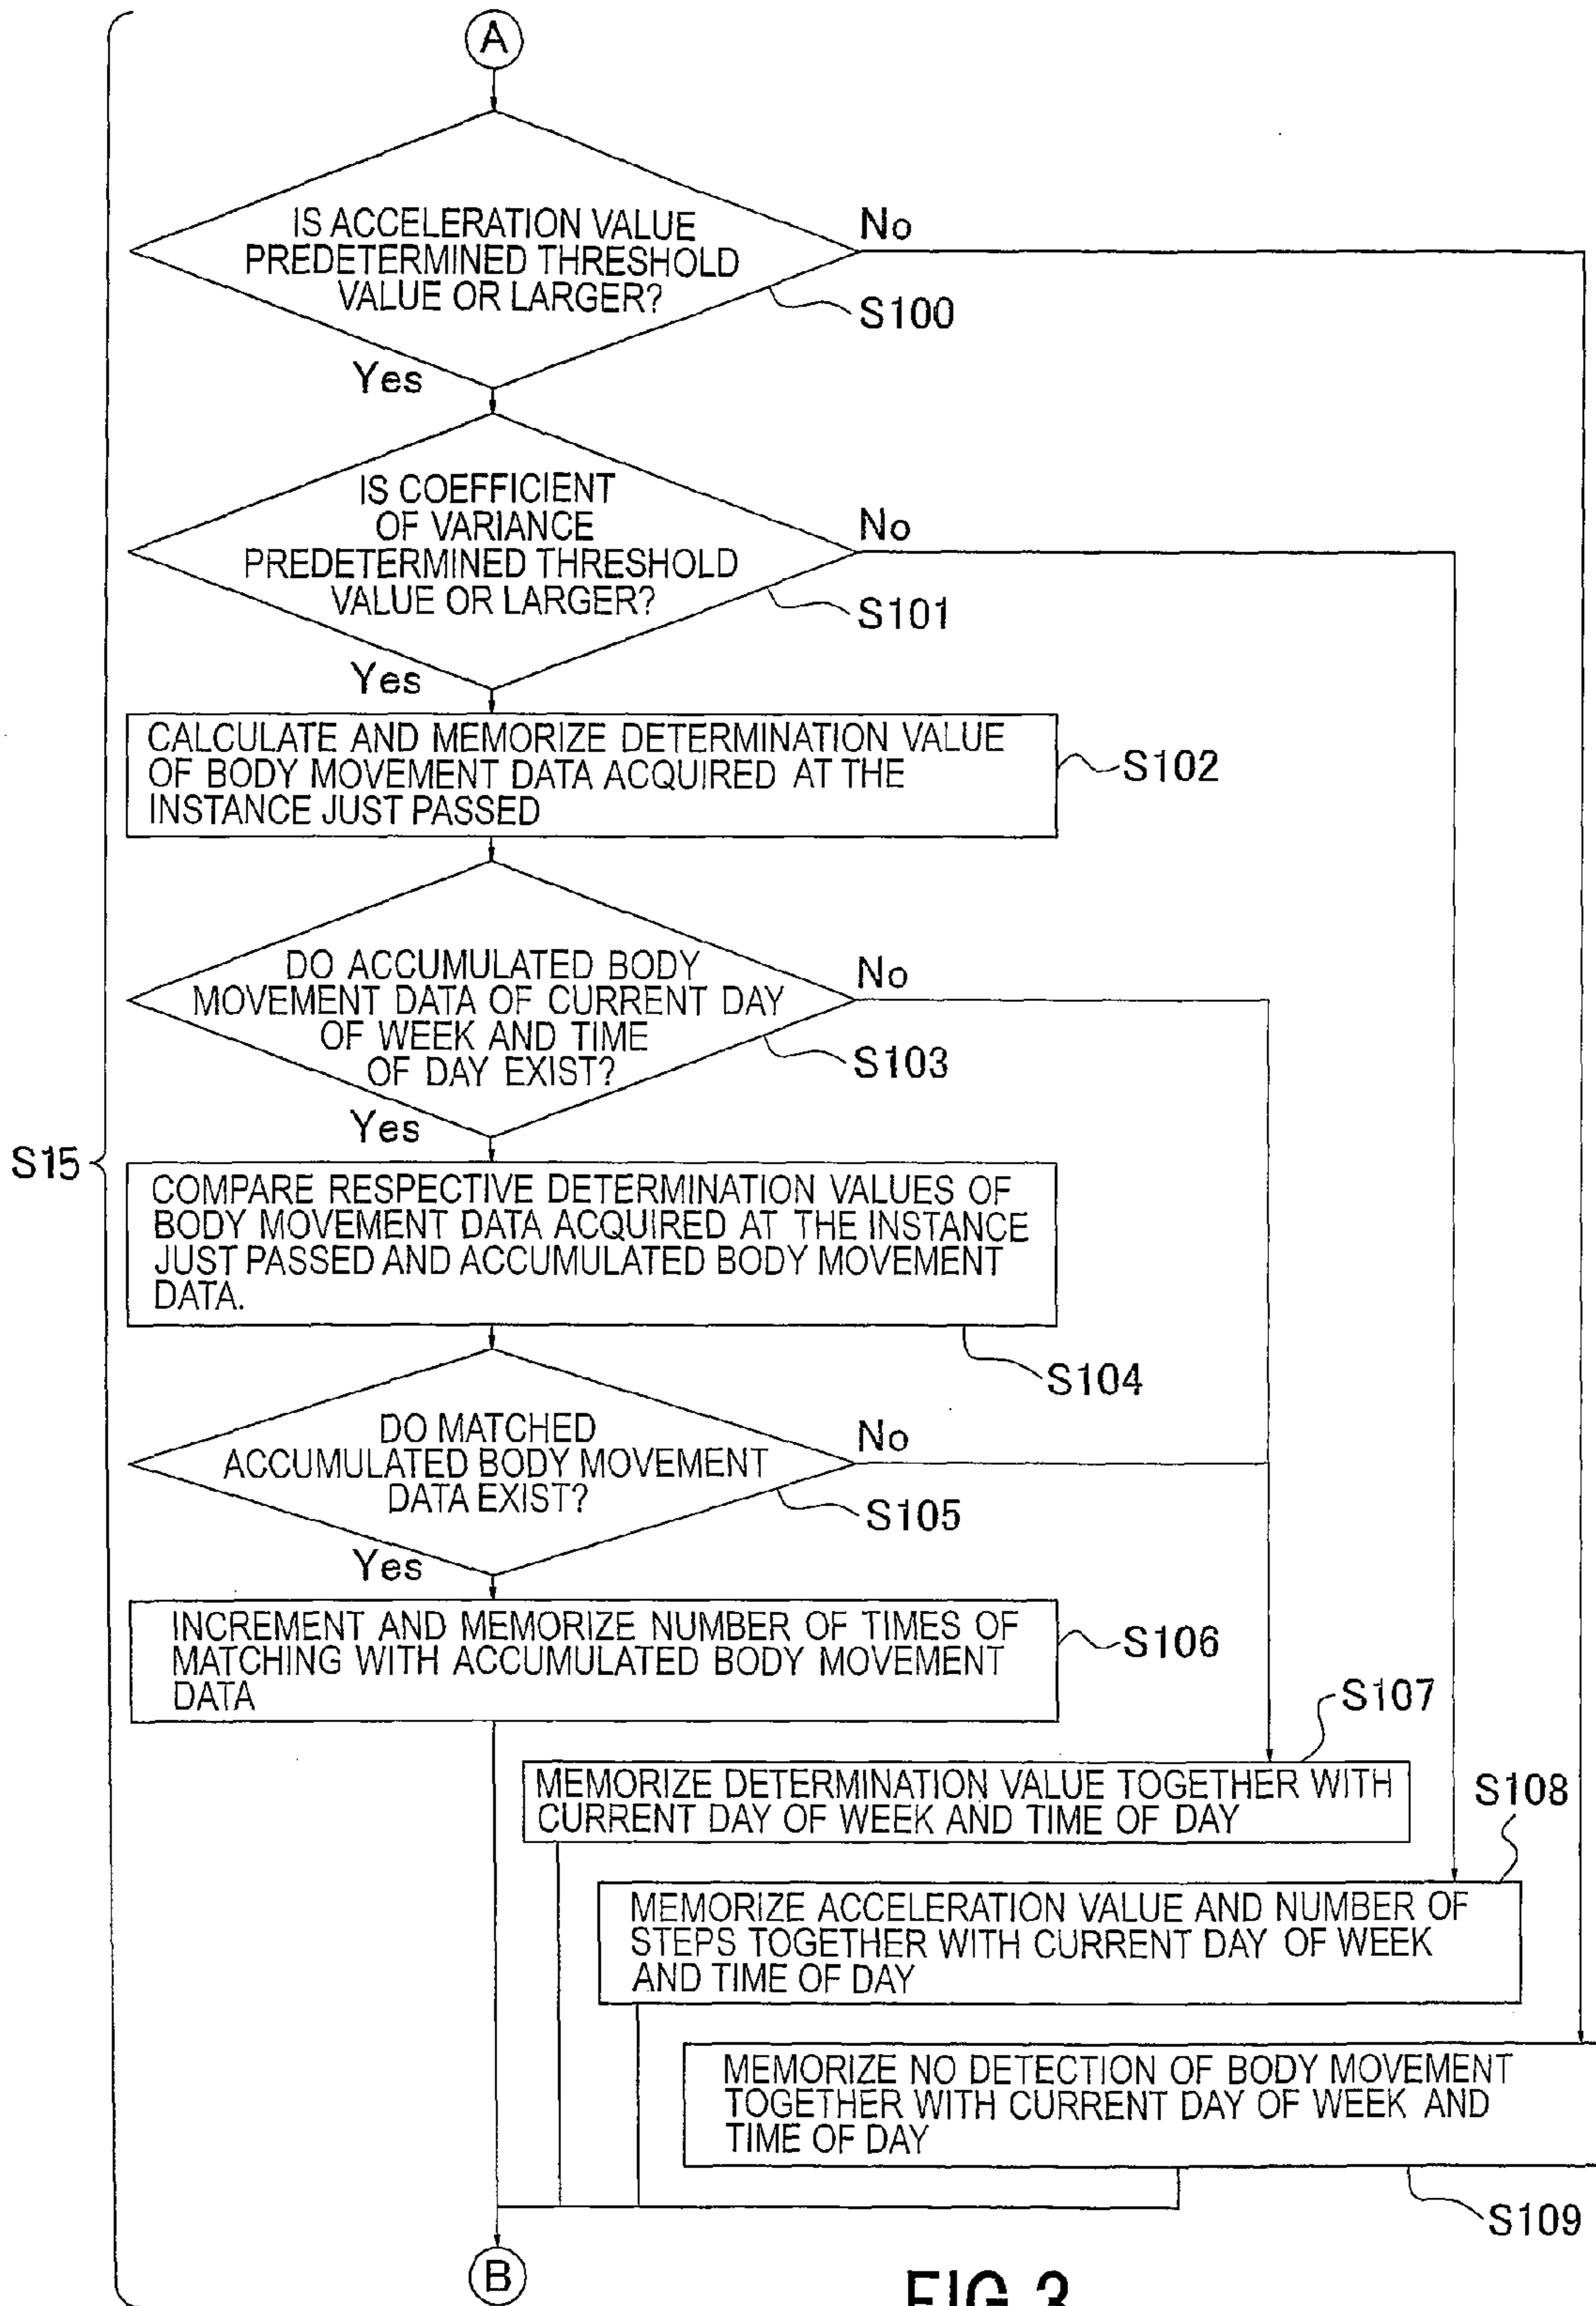 A
IS ACCELERATION VALUE
PREDETERMINED THRESHOLD
VALUE OR LARGER?
No
S100
Yes
IS COEFFICIENT
OF VARIANCE
PREDETERMINED THRESHOLD
VALUE OR LARGER?
No
S101
Yes
CALCULATE AND MEMORIZE DETERMINATION VALUE
OF BODY MOVEMENT DATA ACQUIRED AT THE
INSTANCE JUST PASSED
S102
DO ACCUMULATED BODY
MOVEMENT DATA OF CURRENT DAY
OF WEEK AND TIME
OF DAY EXIST?
No
S103
Yes
S15
COMPARE RESPECTIVE DETERMINATION VALUES OF
BODY MOVEMENT DATA ACQUIRED AT THE INSTANCE
JUST PASSED AND ACCUMULATED BODY MOVEMENT
DATA.
S104
DO MATCHED
ACCUMULATED BODY MOVEMENT
DATA EXIST?
No
S105
Yes
INCREMENT AND MEMORIZE NUMBER OF TIMES OF
MATCHING WITH ACCUMULATED BODY MOVEMENT
DATA
S106
S107
MEMORIZE DETERMINATION VALUE TOGETHER WITH
CURRENT DAY OF WEEK AND TIME OF DAY
S108
MEMORIZE ACCELERATION VALUE AND NUMBER OF
STEPS TOGETHER WITH CURRENT DAY OF WEEK
AND TIME OF DAY
MEMORIZE NO DETECTION OF BODY MOVEMENT
TOGETHER WITH CURRENT DAY OF WEEK AND
TIME OF DAY
S109
B
FIG.3